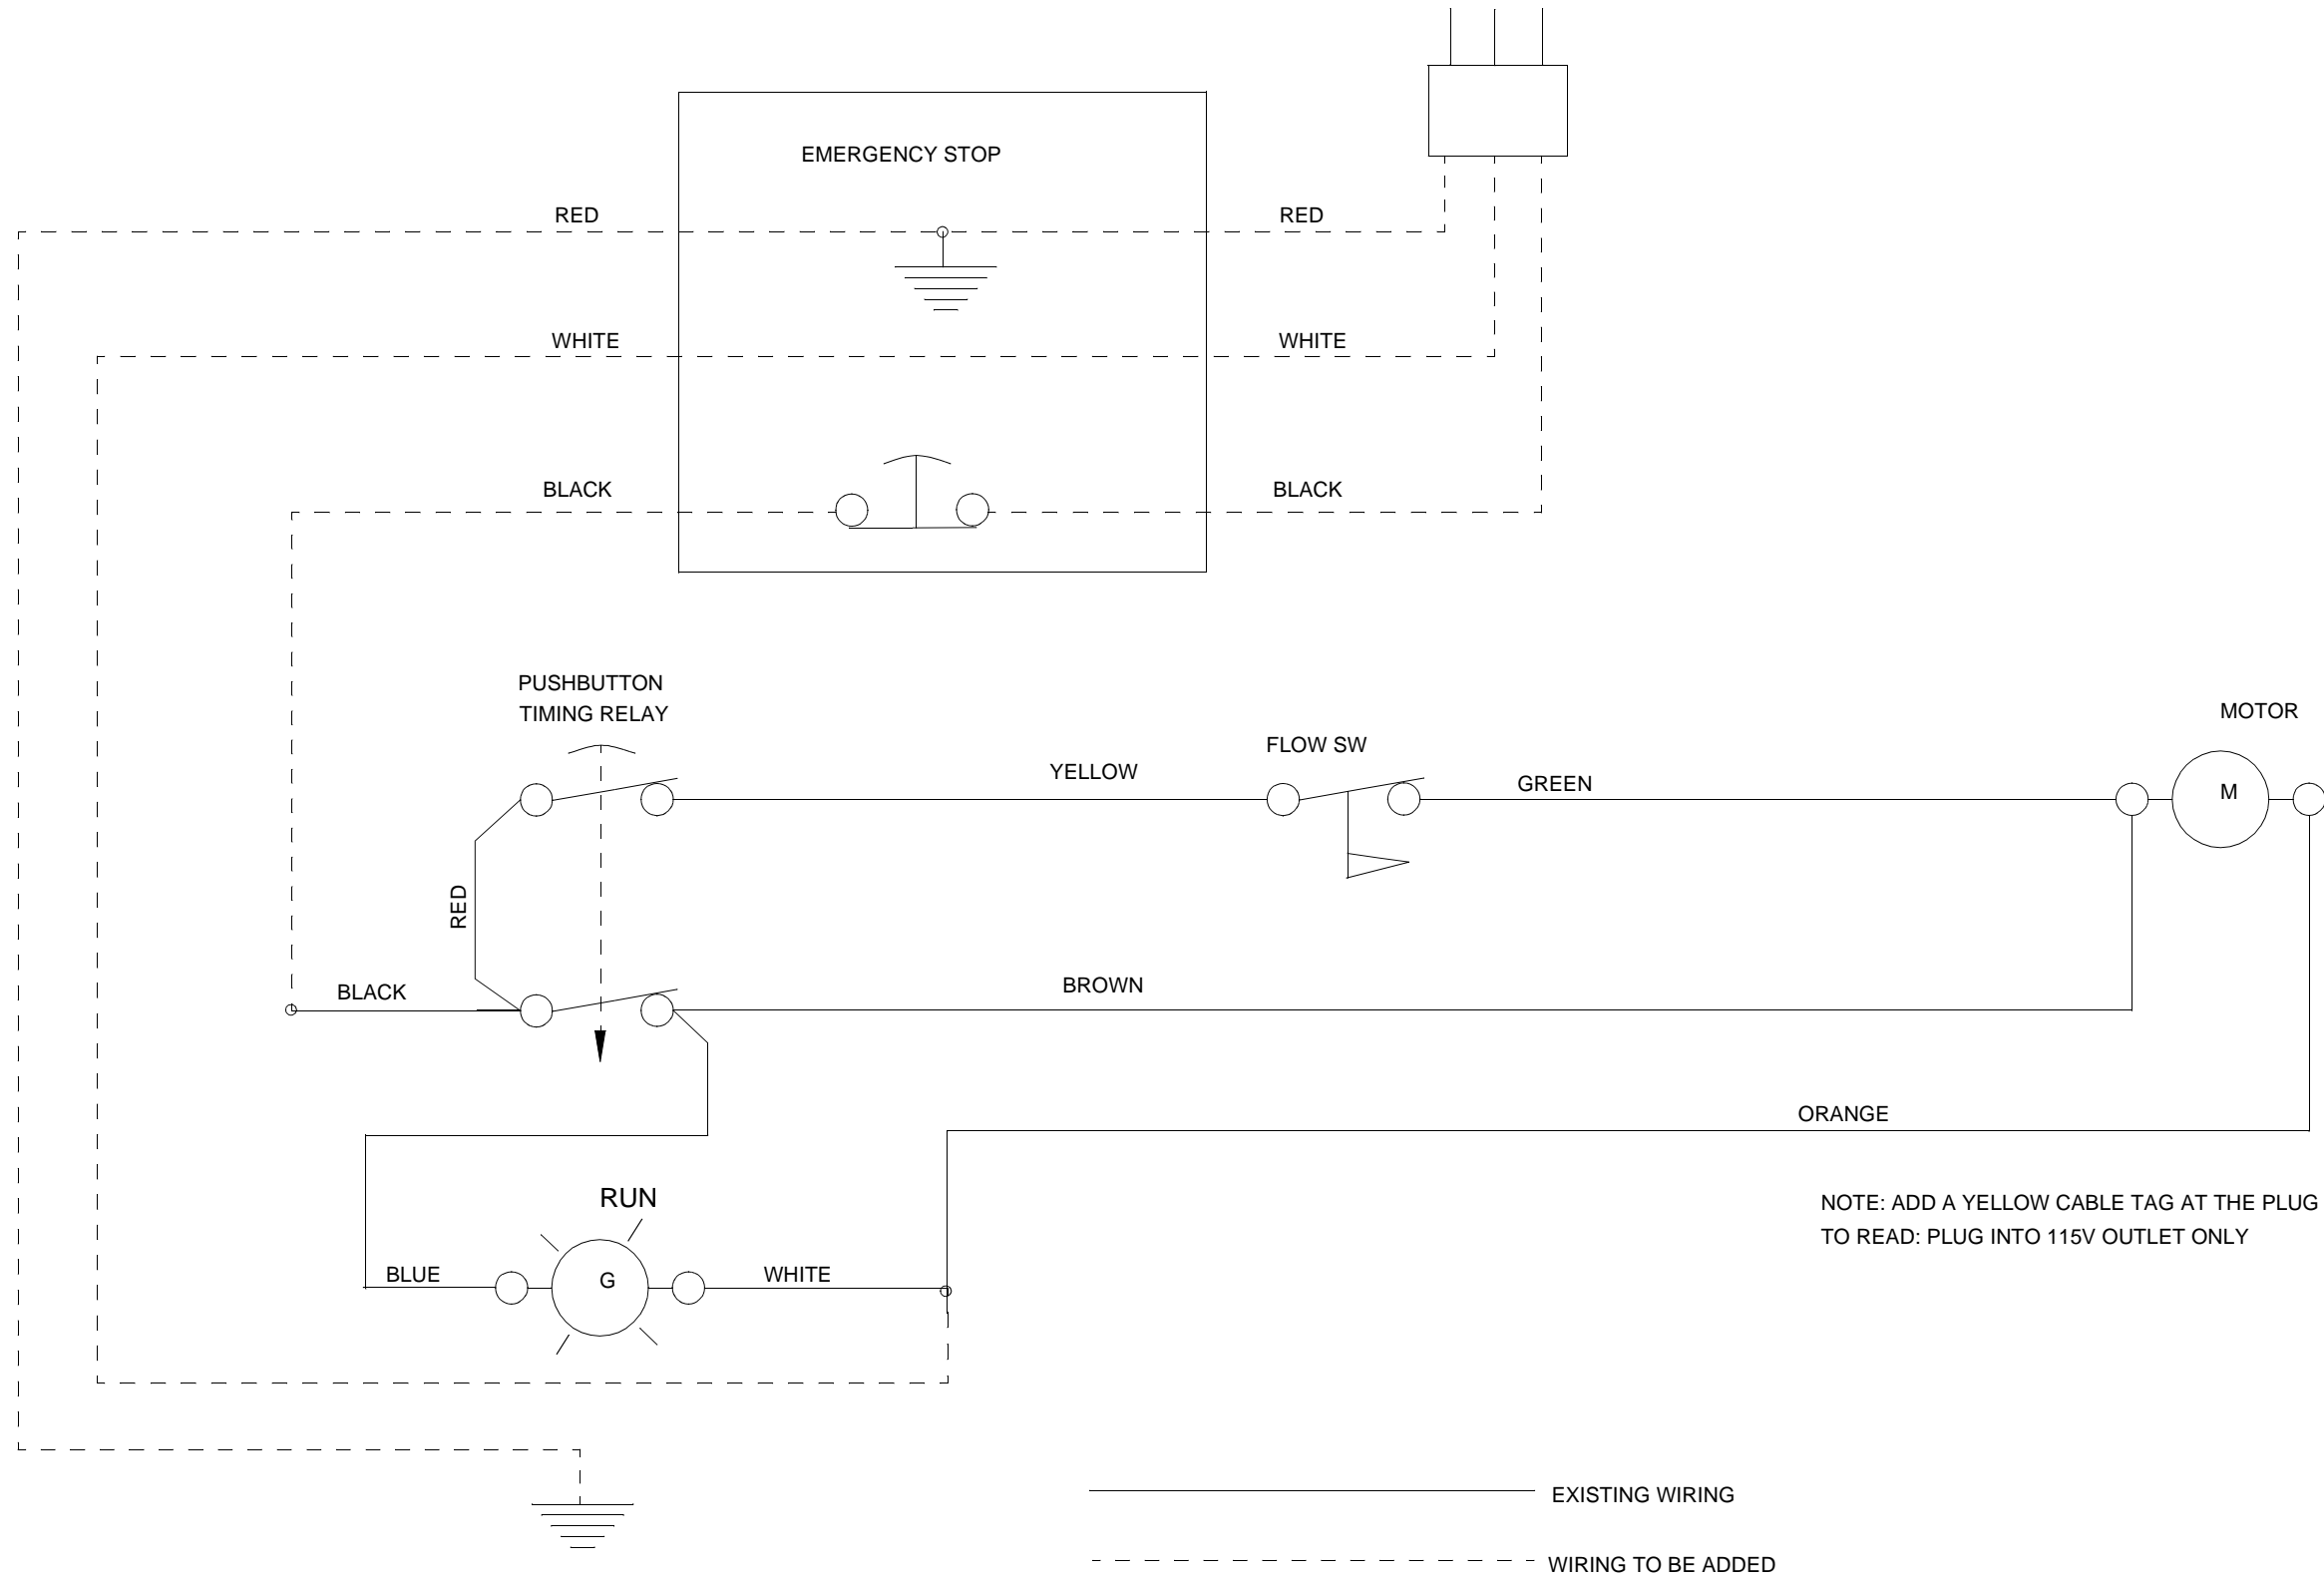 EMERGENCY STOP
RED
RED
WHITE
WHITE
BLACK
BLACK
PUSHBUTTON
TIMING RELAY
MOTOR
FLOW SW
YELLOW
GREEN
M
RED
BROWN
BLACK
ORANGE
RUN
NOTE: ADD A YELLOW CABLE TAG AT THE PLUG
TO READ: PLUG INTO 115V OUTLET ONLY
BLUE
G
WHITE
EXISTING WIRING
WIRING TO BE ADDED